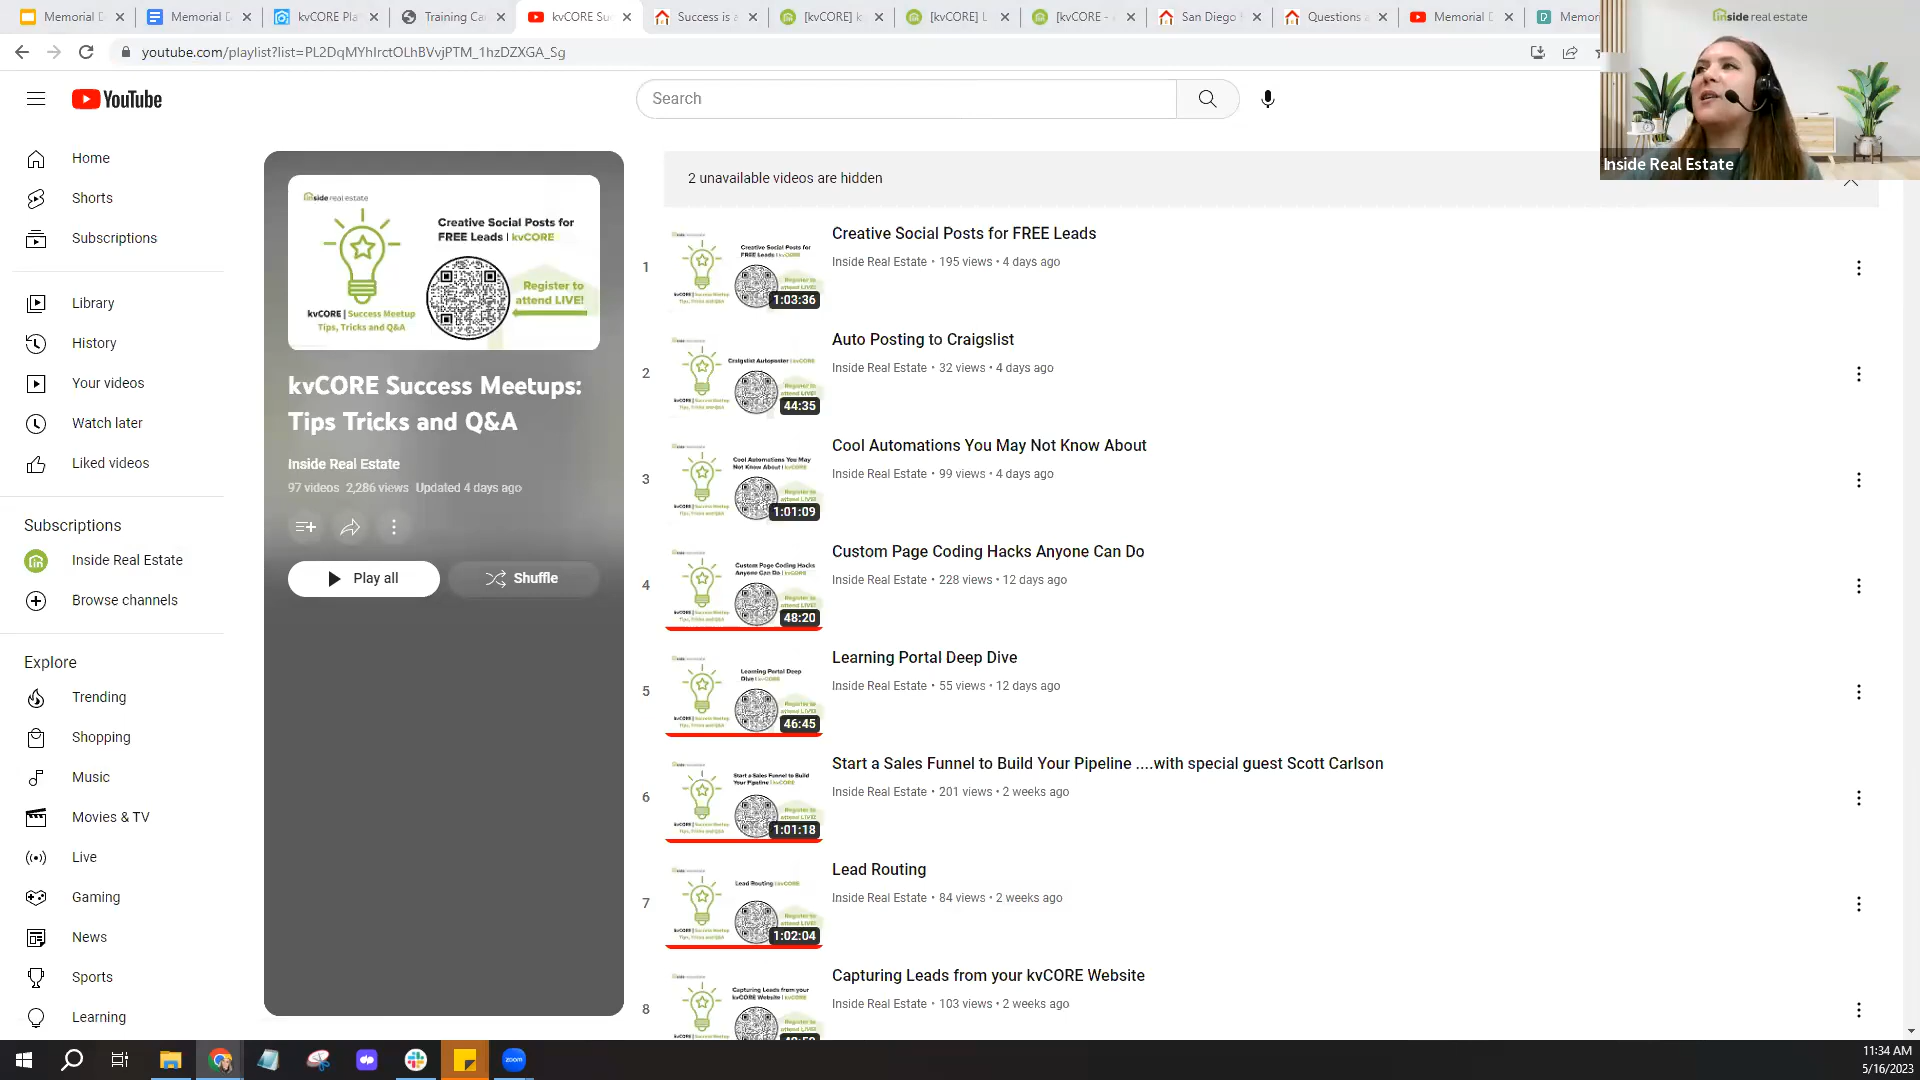 Memorial D
Memorial D
kvCORE Pla
Training Ca
kvCORE Su
Success is a
[kvCORE] k
[kvCORE] L
[kvCORE -
San Diego
Questions
Memorial D
Memor
inside real estate
youtube.com/playlist?list=PL2DqMYhIrctOLhBVvjPTM_1hzDZXGA_Sg
YouTube
Search
Inside Real Estate
Home
Shorts
Subscriptions
Library
History
Your videos
Watch later
Liked videos
Subscriptions
Inside Real Estate
Browse channels
Explore
Trending
Shopping
Music
Movies & TV
Live
Gaming
News
Sports
Learning
inside real estate
Creative Social Posts for
FREE Leads | kvCORE
Register to
attend LIVE!
kvCORE | Success Meetup
Tips, Tricks and Q&A
kvCORE Success Meetups:
Tips Tricks and Q&A
Inside Real Estate
97 videos 2,286 views Updated 4 days ago
Play all
Shuffle
2 unavailable videos are hidden
1
1:03:36
Creative Social Posts for FREE Leads
Inside Real Estate • 195 views • 4 days ago
2
44:35
Auto Posting to Craigslist
Inside Real Estate • 32 views • 4 days ago
3
1:01:09
Cool Automations You May Not Know About
Inside Real Estate • 99 views • 4 days ago
4
48:20
Custom Page Coding Hacks Anyone Can Do
Inside Real Estate • 228 views • 12 days ago
5
46:45
Learning Portal Deep Dive
Inside Real Estate • 55 views • 12 days ago
6
1:01:18
Start a Sales Funnel to Build Your Pipeline ....with special guest Scott Carlson
Inside Real Estate • 201 views • 2 weeks ago
7
1:02:04
Lead Routing
Inside Real Estate • 84 views • 2 weeks ago
8
Capturing Leads from your kvCORE Website
Inside Real Estate • 103 views • 2 weeks ago
zoom
11:34 AM
5/16/2023